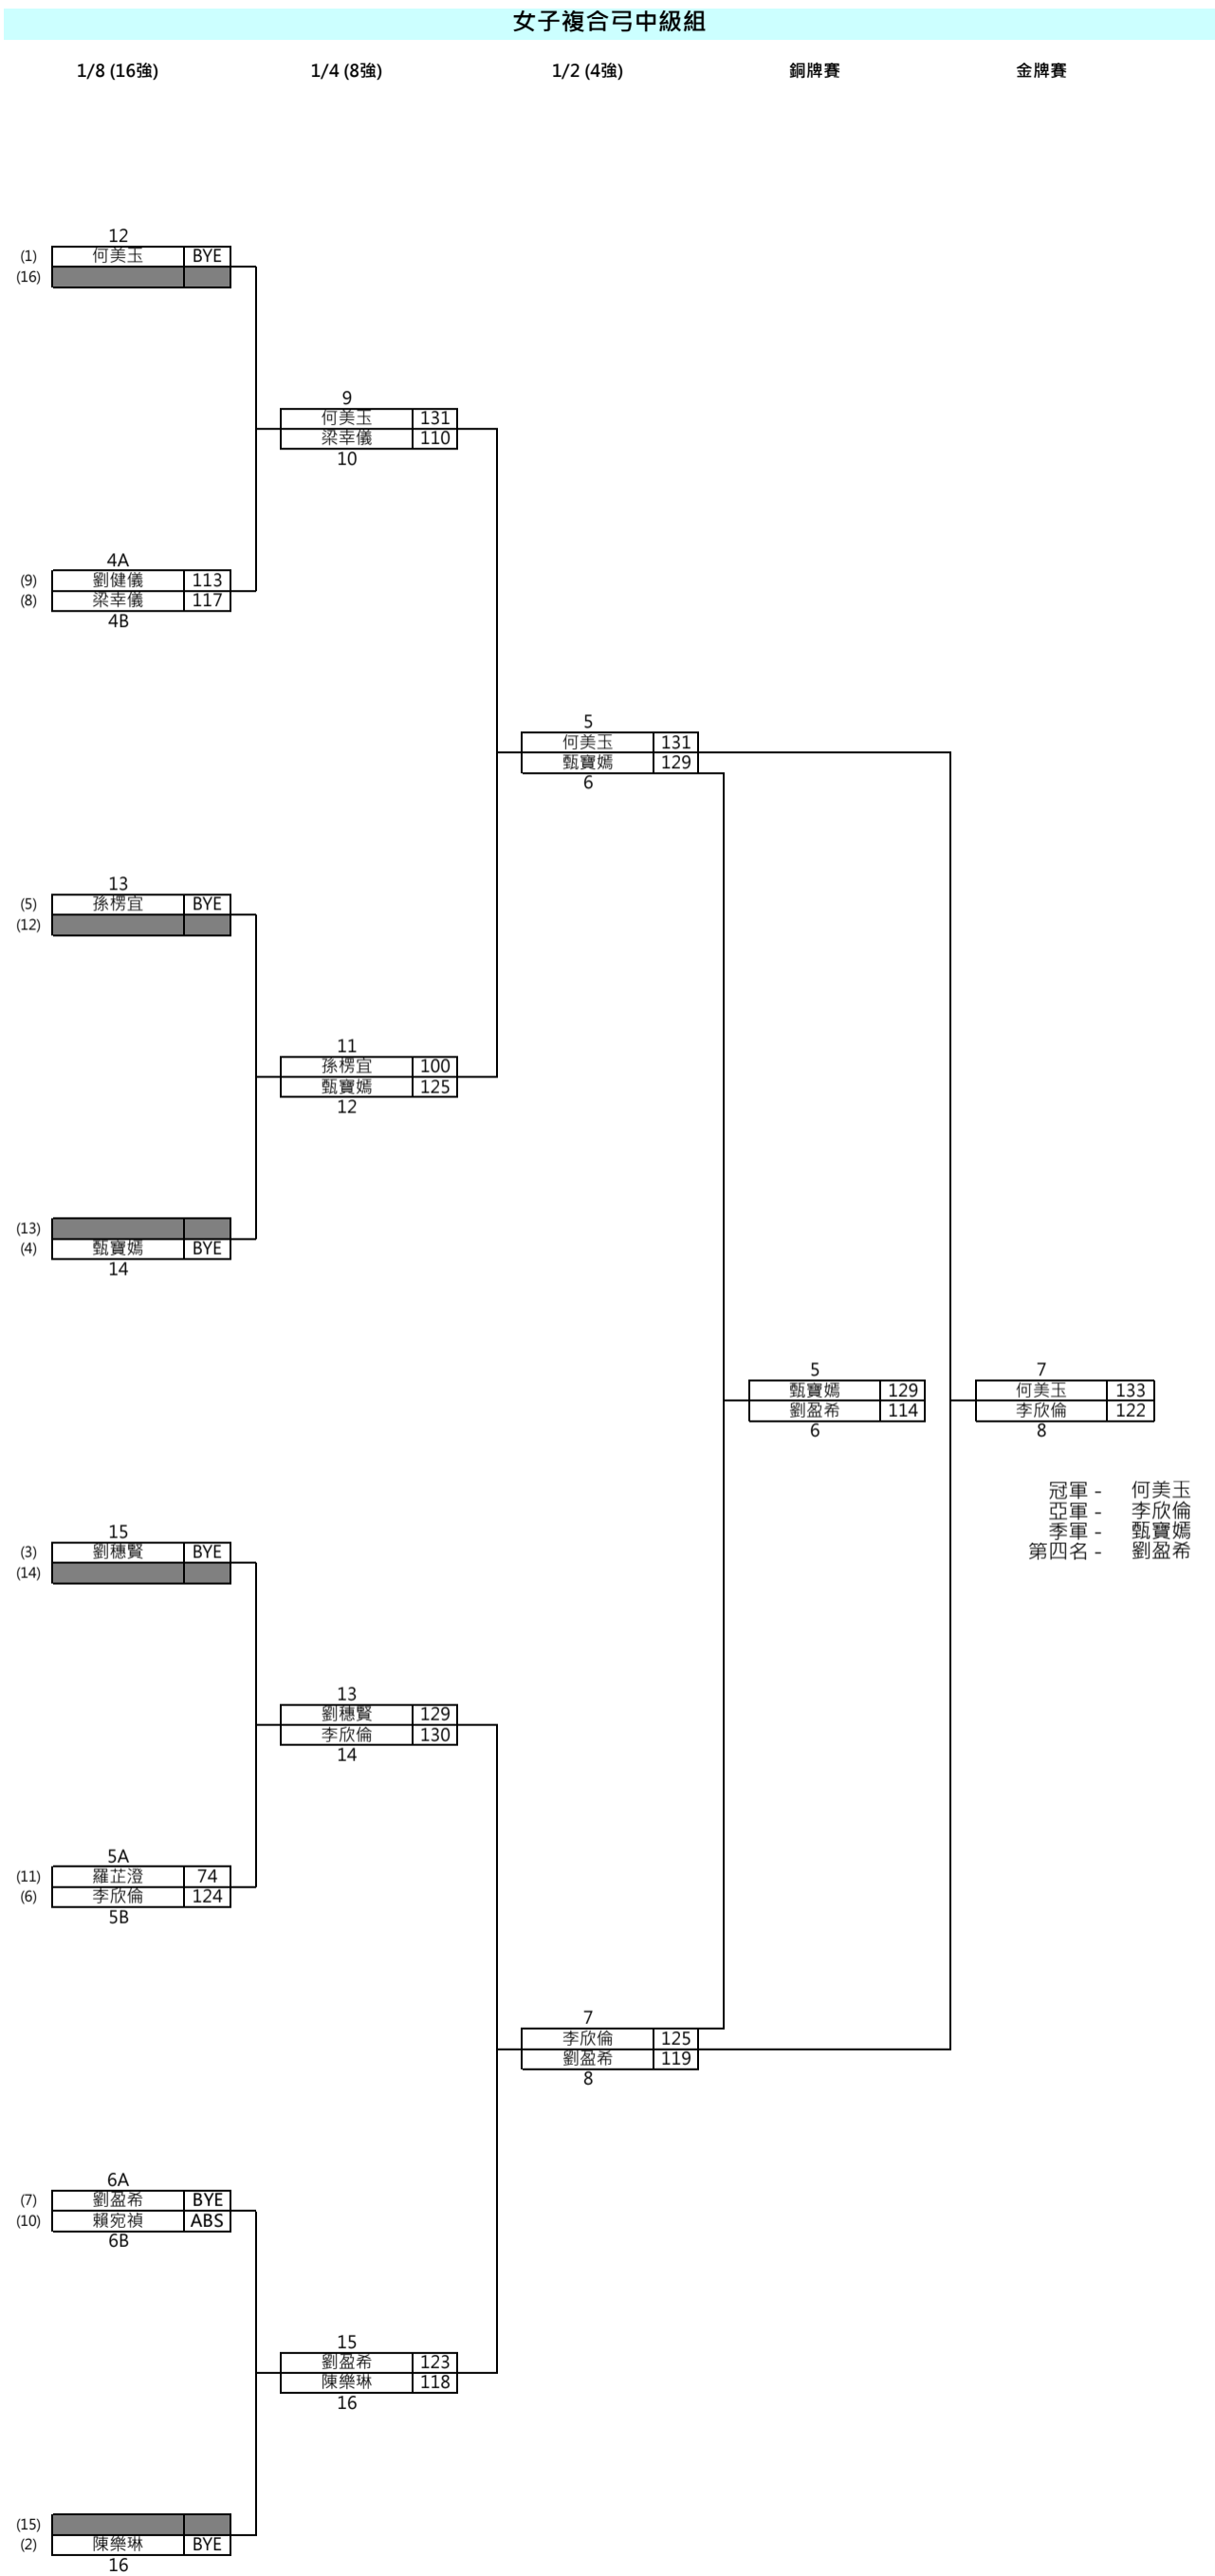 女子複合弓中級組
1/8 (16強) 1/4 (8強) 1/2 (4強) 銅牌賽 金牌賽
12
(1) 何美玉 BYE
(16)
9
何美玉 131
梁幸儀 110
10
4A
(9) 劉健儀 113
(8) 梁幸儀 117
4B
5
何美玉 131
甄寶嫣 129
6
13
(5) 孫楞宜 BYE
(12)
11
孫楞宜 100
甄寶嫣 125
12
(13)
(4) 甄寶嫣 BYE
14
5 7
甄寶嫣 129 何美玉 133
劉盈希 114 李欣倫 122
6 8
冠軍 - 何美玉
亞軍 - 李欣倫
季軍 - 甄寶嫣
第四名 - 劉盈希
15
(3) 劉穗賢 BYE
(14)
13
劉穗賢 129
李欣倫 130
14
5A
(11) 羅芷澄 74
(6) 李欣倫 124
5B
7
李欣倫 125
劉盈希 119
8
6A
(7) 劉盈希 BYE
(10) 賴宛禎 ABS
6B
15
劉盈希 123
陳樂琳 118
16
(15)
(2) 陳樂琳 BYE
16